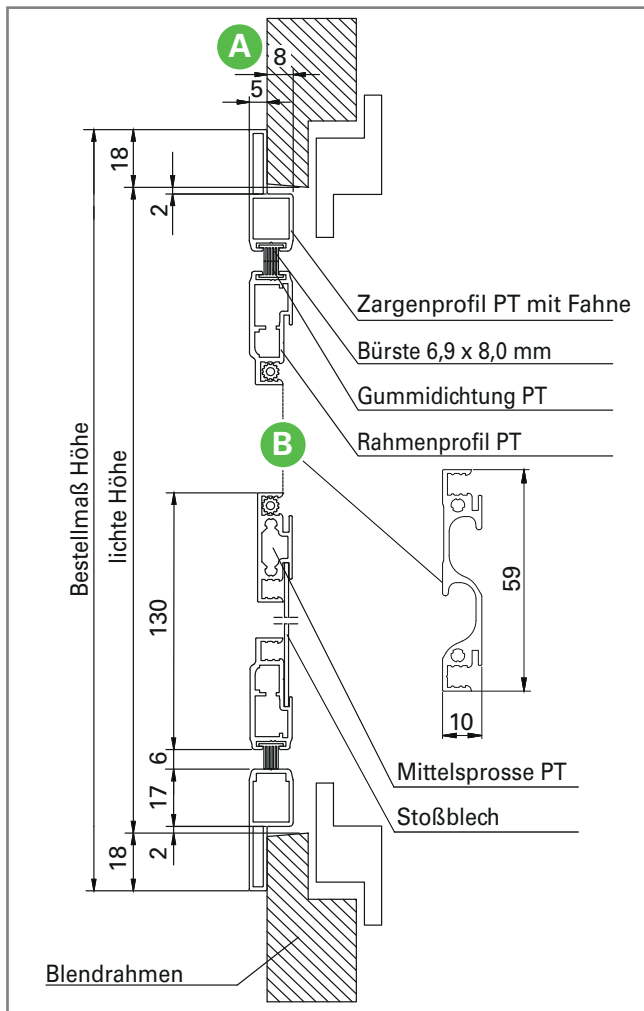 A
8
5
18
2
Zargenprofil PT mit Fahne
Bürste 6,9 x 8,0 mm
Gummidichtung PT
Rahmenprofil PT
B
Bestellmaß Höhe
lichte Höhe
130
59
10
6
17
Mittelsprosse PT
Stoßblech
2
18
Blendrahmen